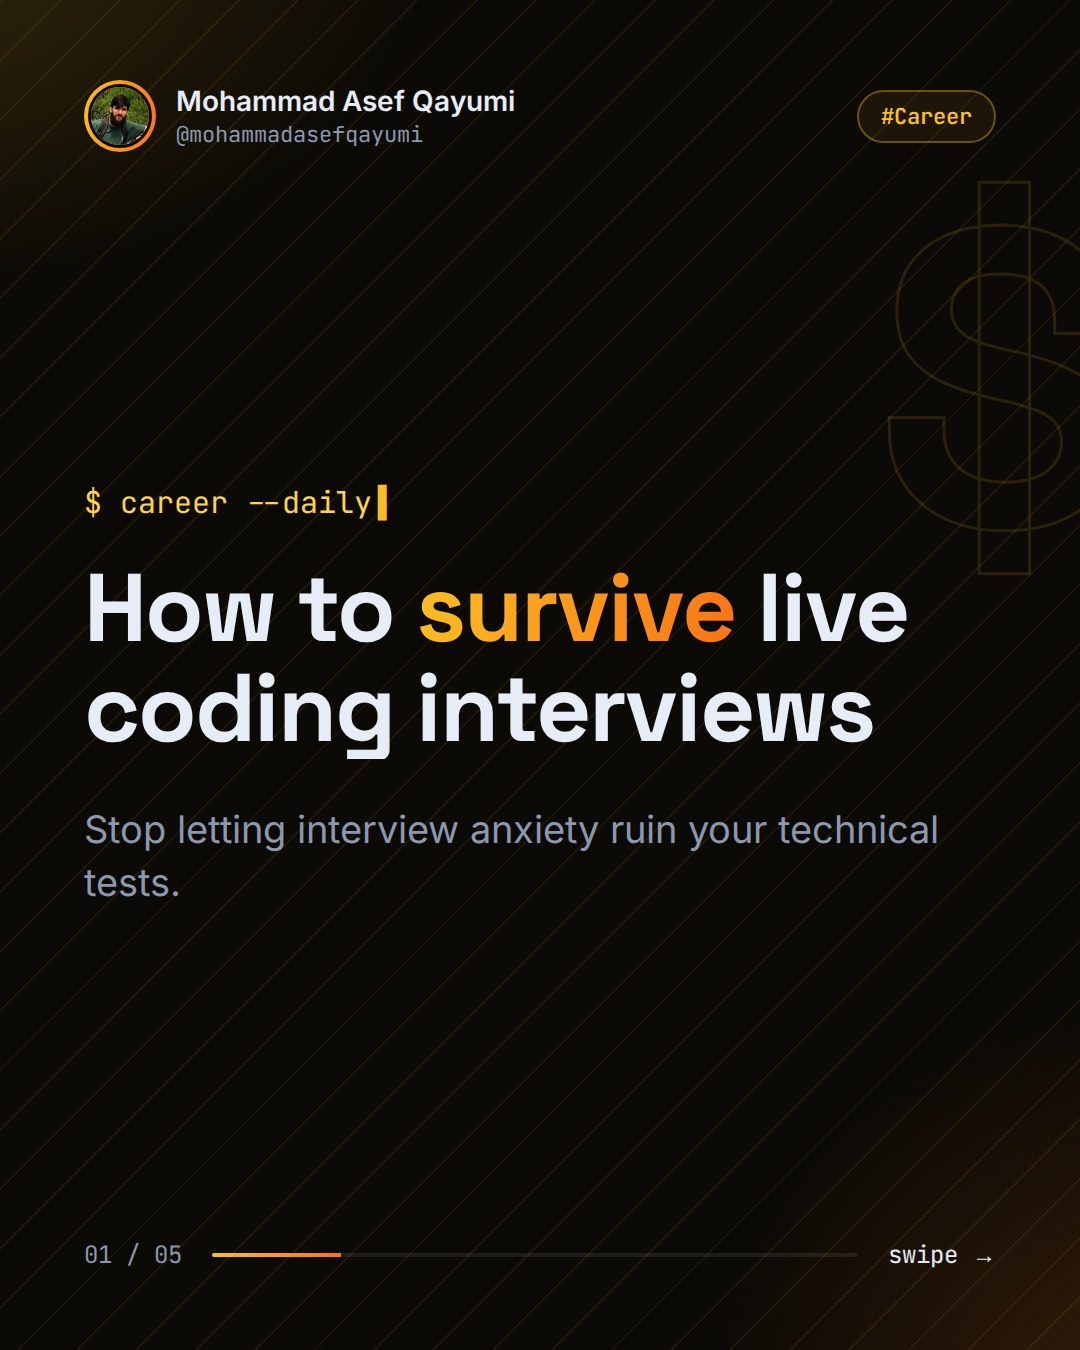 Mohammad Asef Qayumi
@mohammadasefqayumi
#Career
$
$ career --daily
How to survive live
coding interviews
Stop letting interview anxiety ruin your technical
tests.
01 / 05
swipe →